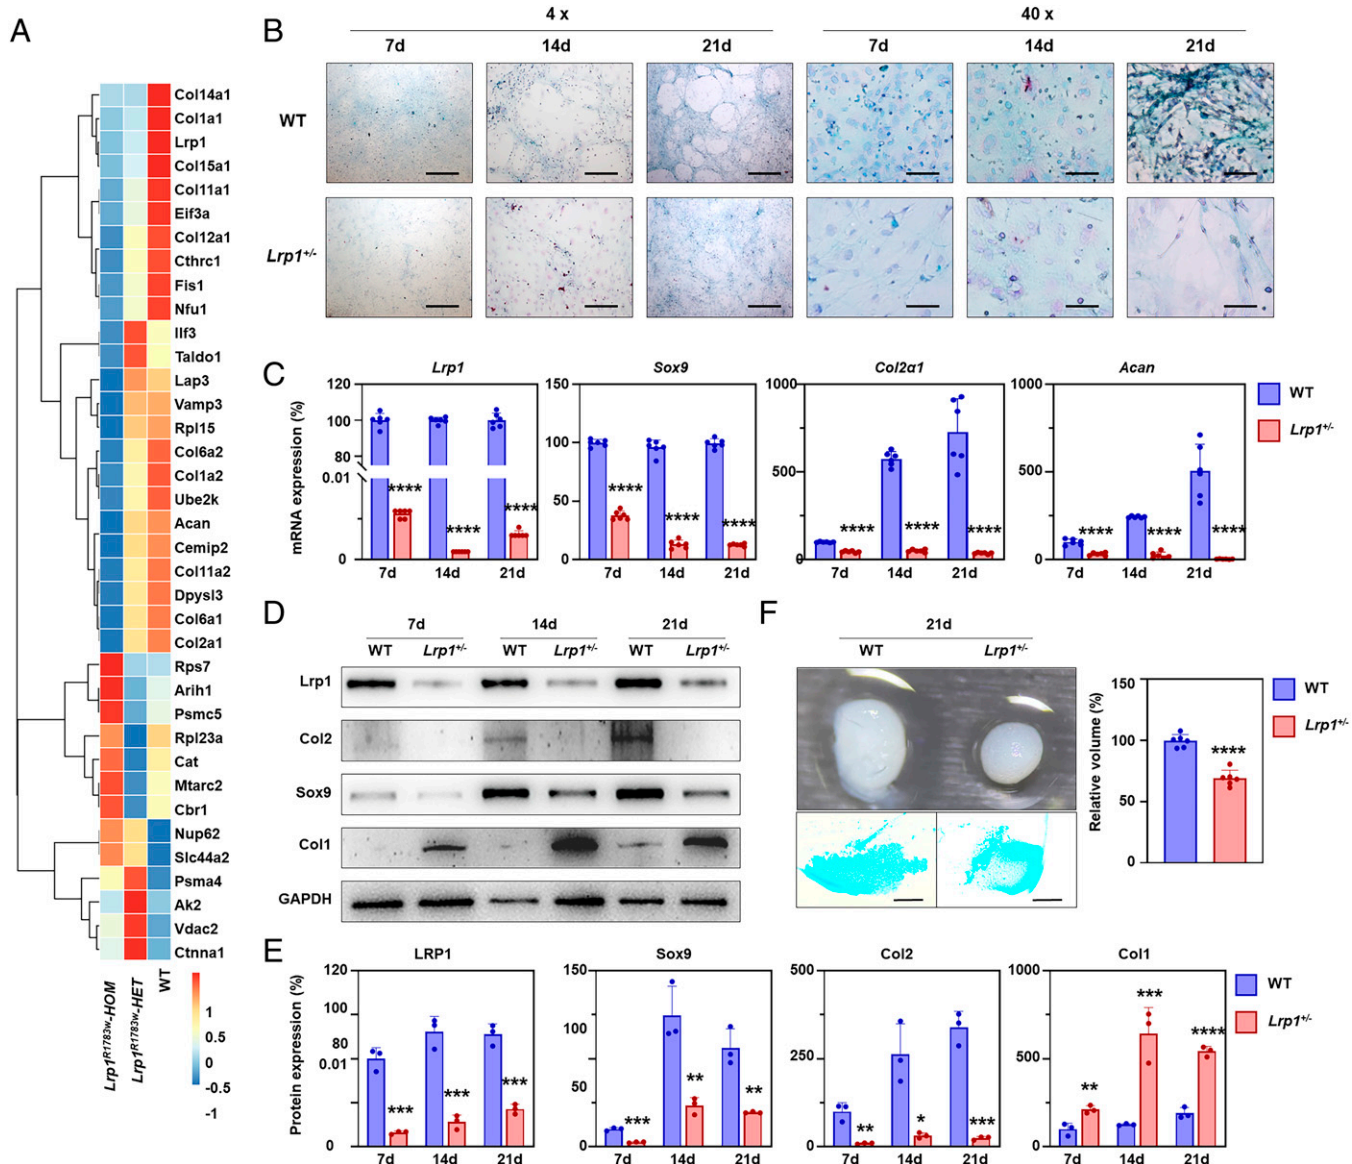 A
Col14a1
Col1a1
Lrp1
Col15a1
Col11a1
Eif3a
Col12a1
Cthrc1
Fis1
Nfu1
Ilf3
Taldo1
Lap3
Vamp3
Rpl15
Col6a2
Col1a2
Ube2k
Acan
Cemip2
Col11a2
Dpysl3
Col6a1
Col2a1
Rps7
Arih1
Psmc5
Rpl23a
Cat
Mtarc2
Cbr1
Nup62
Slc44a2
Psma4
Ak2
Vdac2
Ctnna1
Lrp1R1783w-HOM
Lrp1R1783w-HET
WT
1
0.5
0
-0.5
-1
B
4 x 40 x
7d 14d 21d 7d 14d 21d
WT
Lrp1+/-
C
Lrp1 Sox9 Col2α1 Acan
mRNA expression (%)
120
100
80
0.01
0
**** **** ****
7d 14d 21d
150
100
50
0
**** **** ****
7d 14d 21d
1000
500
0
**** **** ****
7d 14d 21d
1000
500
0
**** **** ****
7d 14d 21d
WT
Lrp1+/-
D
7d 14d 21d
WT Lrp1+/- WT Lrp1+/- WT Lrp1+/-
Lrp1
Col2
Sox9
Col1
GAPDH
F
21d
WT Lrp1+/-
Relative volume (%)
150
100
50
0
****
WT
Lrp1+/-
E
LRP1 Sox9 Col2 Col1
Protein expression (%)
120
100
80
0.01
0
*** *** ***
7d 14d 21d
150
100
50
0
*** ** **
7d 14d 21d
500
250
0
** * ***
7d 14d 21d
1000
500
0
** *** ****
7d 14d 21d
WT
Lrp1+/-